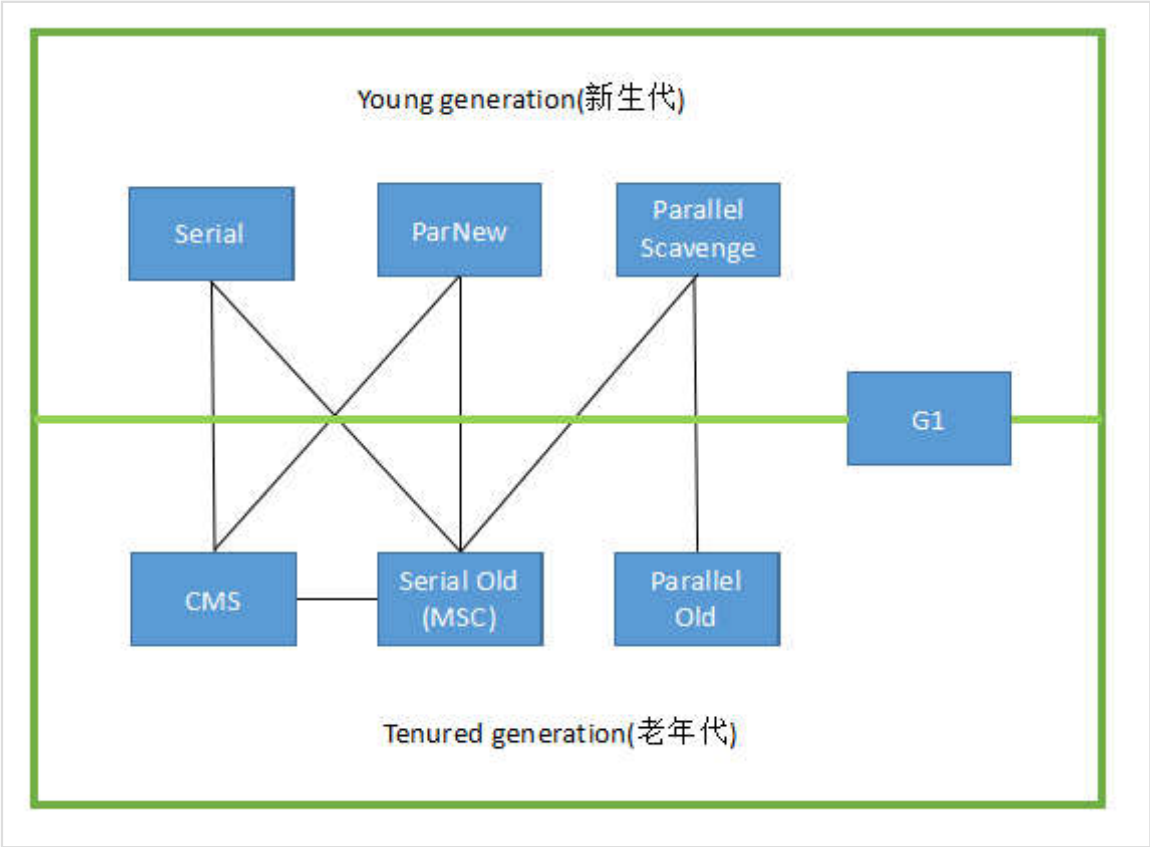 Young generation(新生代)
Serial
ParNew
Parallel
Scavenge
G1
CMS
Serial Old
(MSC)
Parallel
Old
Tenured generation(老年代)